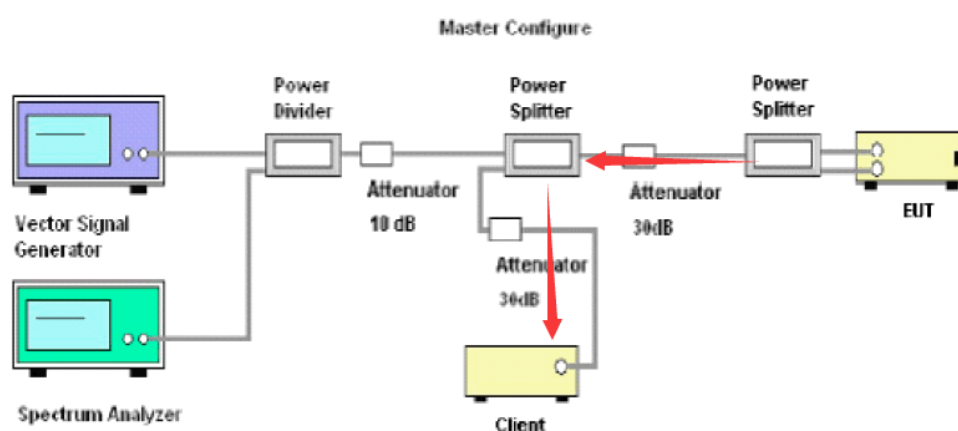 Master Configure
Power
Divider
Power
Splitter
Power
Splitter
Attenuator
10 dB
Attenuator
30dB
EUT
Vector Signal
Generator
Attenuator
30dB
Spectrum Analyzer
Client